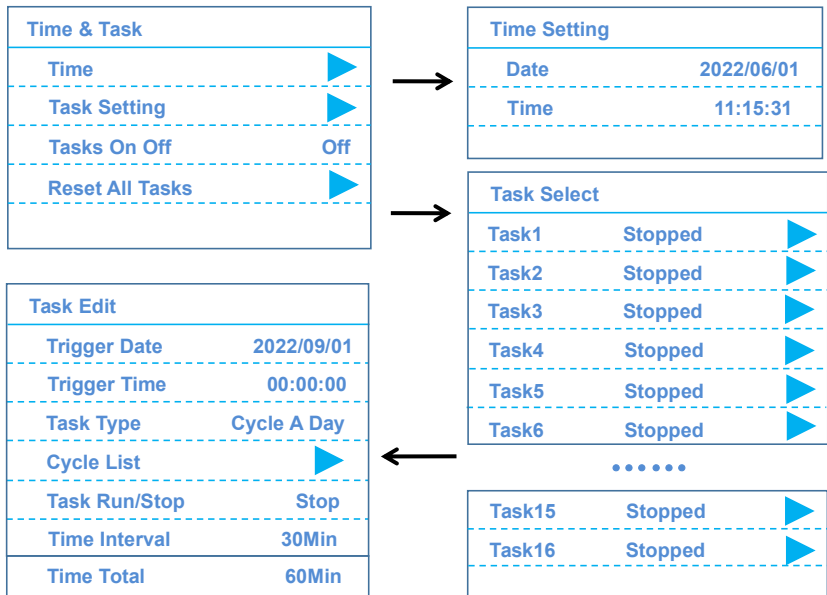 Time & Task
Time
Task Setting
Tasks On Off Off
Reset All Tasks
Time Setting
Date 2022/06/01
Time 11:15:31
Task Select
Task1 Stopped
Task2 Stopped
Task3 Stopped
Task4 Stopped
Task5 Stopped
Task6 Stopped
Task15 Stopped
Task16 Stopped
Task Edit
Trigger Date 2022/09/01
Trigger Time 00:00:00
Task Type Cycle A Day
Cycle List
Task Run/Stop Stop
Time Interval 30Min
Time Total 60Min